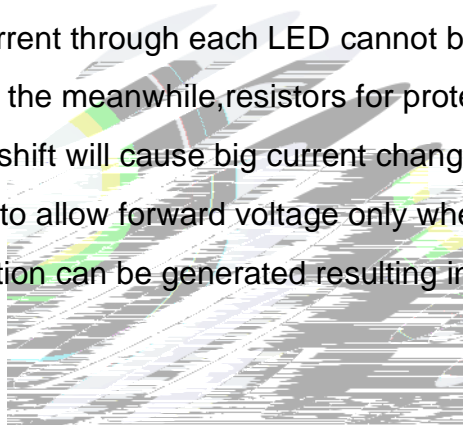 rrent through each LED cannot b
the meanwhile,resistors for prote
shift will cause big current chang
to allow forward voltage only whe
tion can be generated resulting in